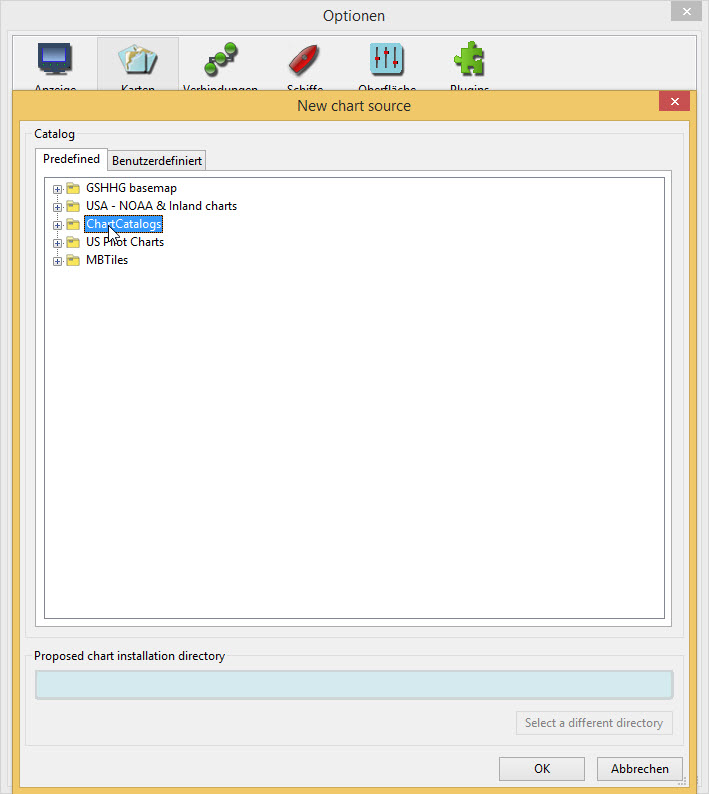 Optionen
Anzeige Karten Verbindungen Schiffe Oberfläche Plugins
New chart source
Catalog
Predefined Benutzerdefiniert
GSHHG basemap
USA - NOAA & Inland charts
ChartCatalogs
US Pilot Charts
MBTiles
Proposed chart installation directory
Select a different directory
OK Abbrechen